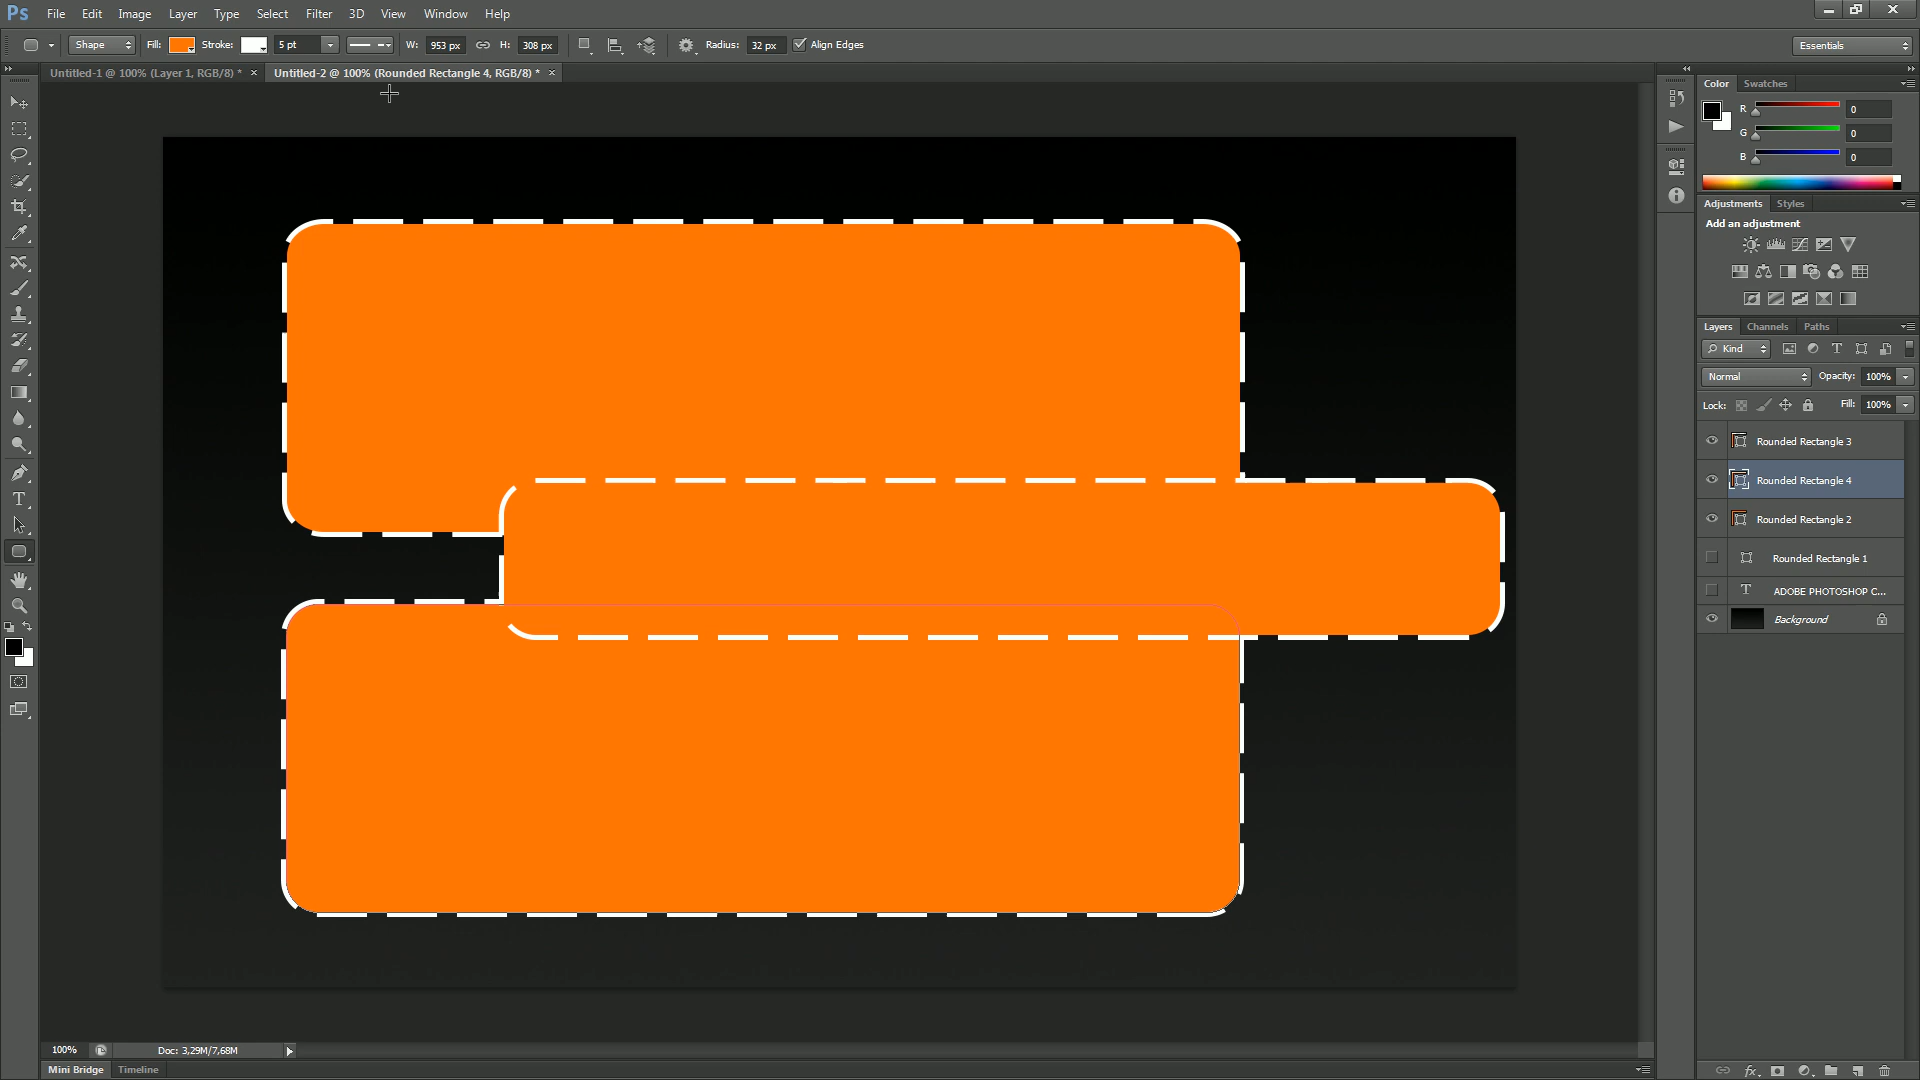 Ps File Edit Image Layer Type Select Filter 3D View Window Help
Shape Fill: Stroke: 5 pt W: 953 px H: 308 px Radius: 32 px Align Edges Essentials
Untitled-1 @ 100% (Layer 1, RGB/8) * × Untitled-2 @ 100% (Rounded Rectangle 4, RGB/8) * ×
Color Swatches
R 0
G 0
B 0
Adjustments Styles
Add an adjustment
Layers Channels Paths
Kind
Normal Opacity: 100%
Lock: Fill: 100%
Rounded Rectangle 3
Rounded Rectangle 4
Rounded Rectangle 2
Rounded Rectangle 1
T ADOBE PHOTOSHOP C...
Background
fx
100% Doc: 3,29M/7,68M
Mini Bridge Timeline